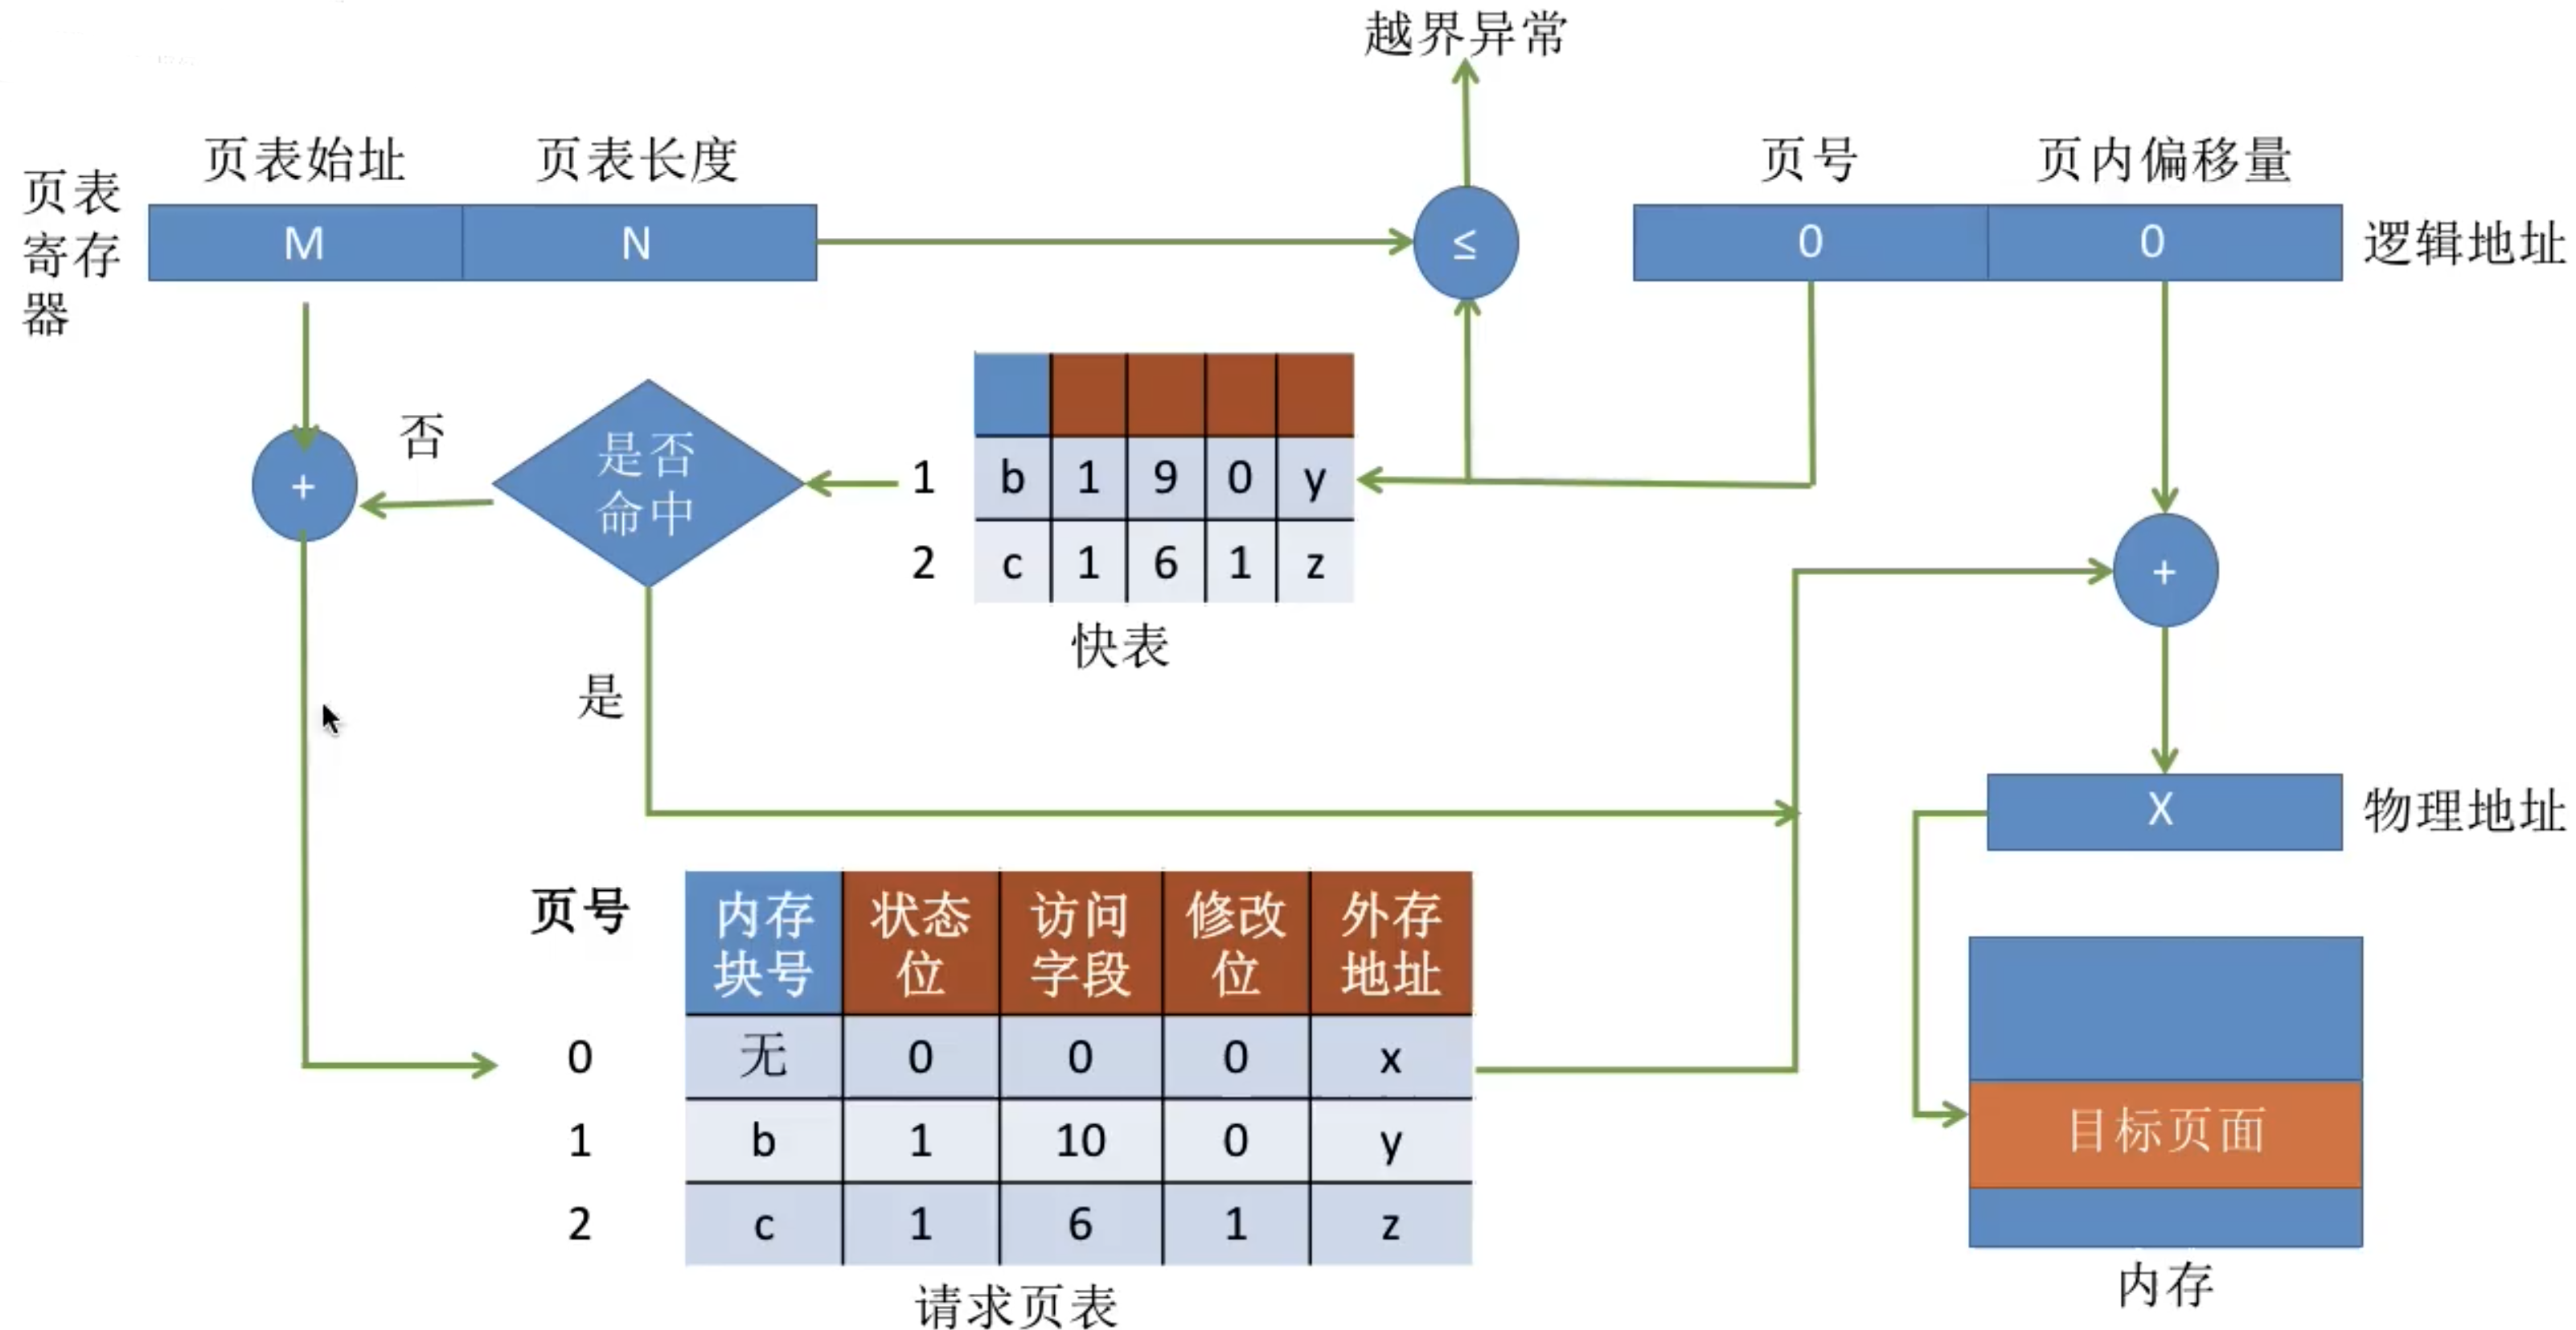 越界异常
页表始址 页表长度
页号 页内偏移量
页表
寄存
器
M N
≤
0 0
逻辑地址
否
是否
命中
+
1 b 1 9 0 y
2 c 1 6 1 z
快表
+
是
X
物理地址
页号 内存块号 状态位 访问字段 修改位 外存地址
0 无 0 0 0 x
1 b 1 10 0 y
2 c 1 6 1 z
请求页表
目标页面
内存